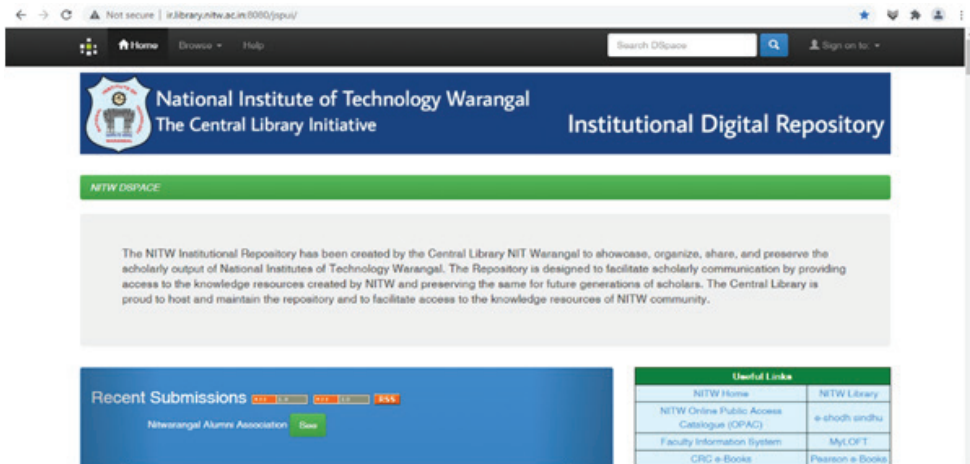 Not secure | ir.library.nitw.ac.in:8080/jspui/
Home Browse Help
Search DSpace
Sign on to:
National Institute of Technology Warangal
The Central Library Initiative
Institutional Digital Repository
NITW DSPACE
The NITW Institutional Repository has been created by the Central Library NIT Warangal to showcase, organize, share, and preserve the
scholarly output of National Institutes of Technology Warangal. The Repository is designed to facilitate scholarly communication by providing
access to the knowledge resources created by NITW and preserving the same for future generations of scholars. The Central Library is
proud to host and maintain the repository and to facilitate access to the knowledge resources of NITW community.
Recent Submissions
RSS
Nitwarangal Alumni Association
Useful Links
NITW Home NITW Library
NITW Online Public Access
Catalogue (OPAC)
e-shodh sindhu
Faculty Information System MyLOFT
CRC e-Books Pearson e-Books